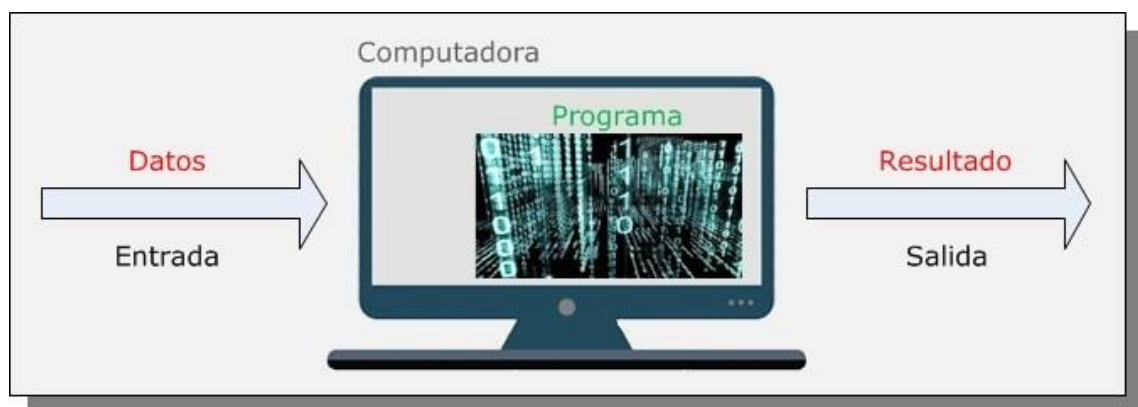 Computadora
Programa
Datos
Entrada
Resultado
Salida